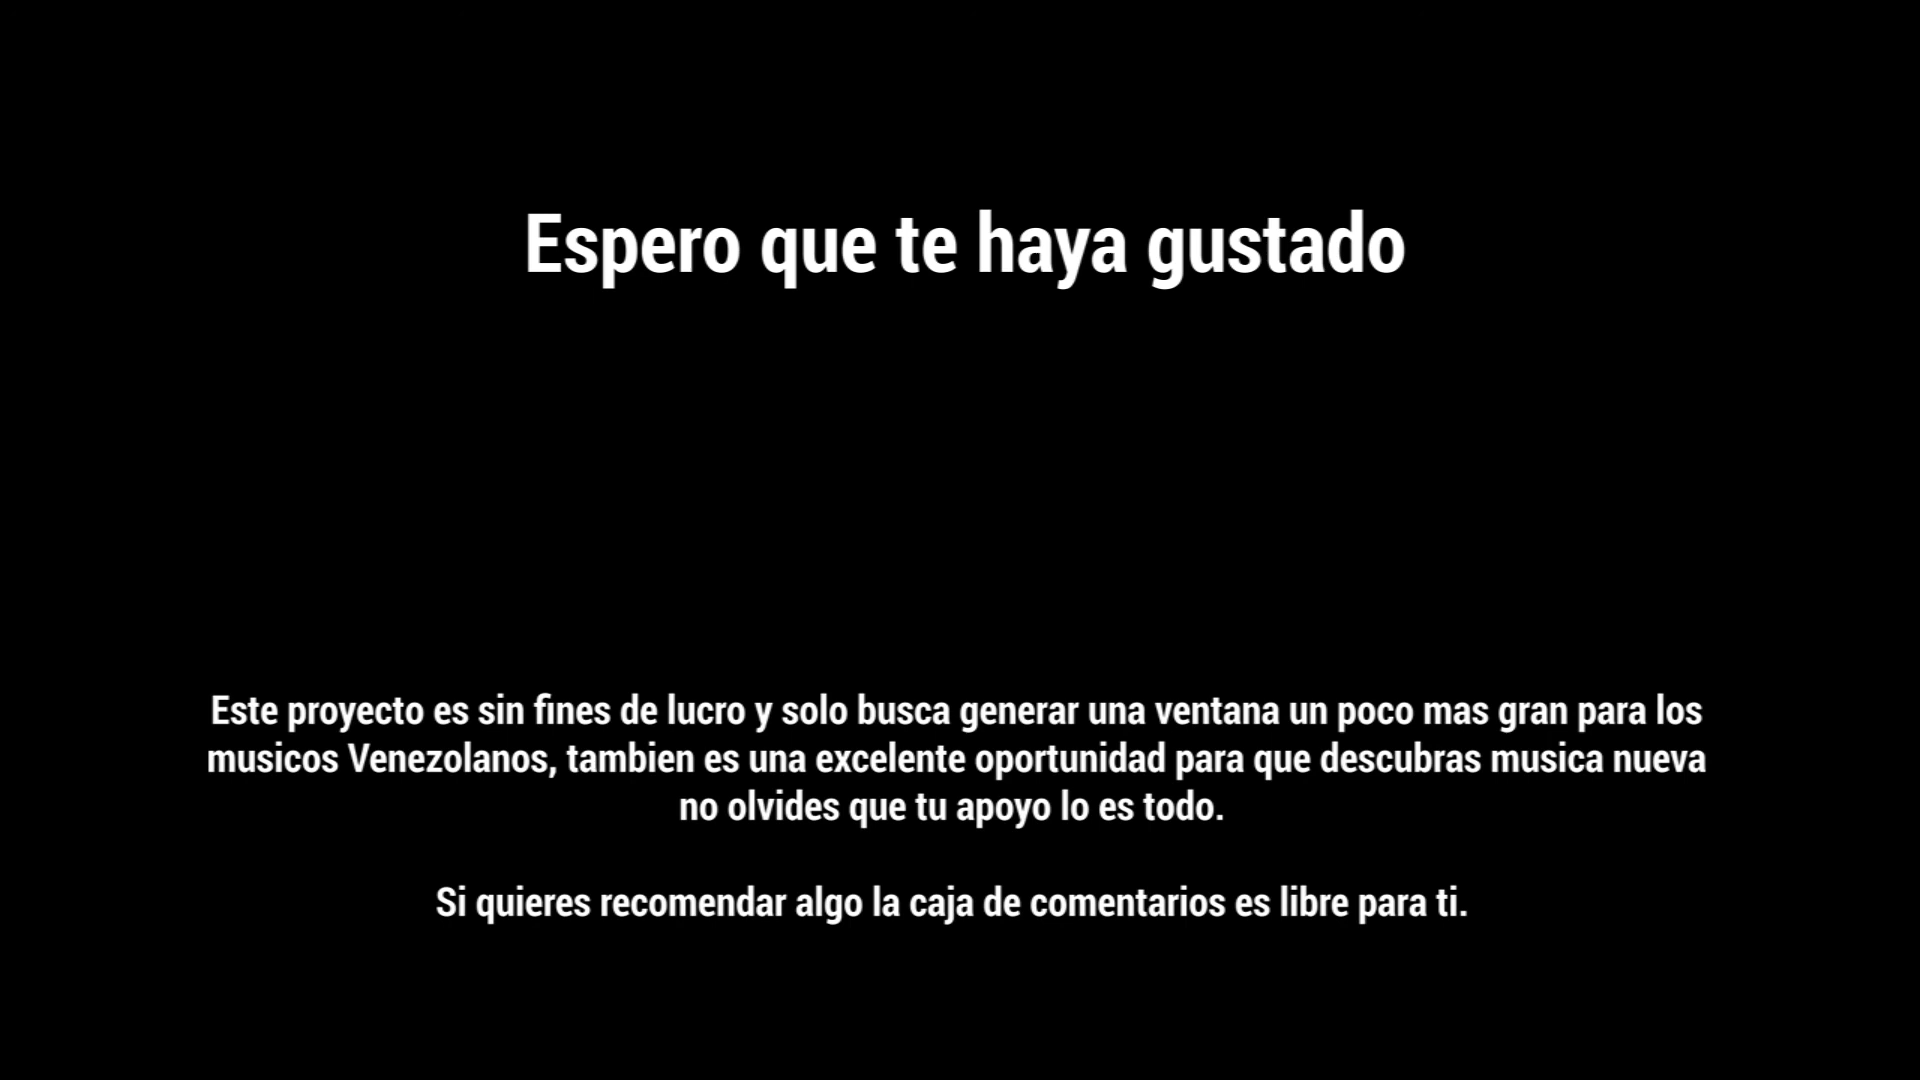 Espero que te haya gustado
Este proyecto es sin fines de lucro y solo busca generar una ventana un poco mas gran para los
musicos Venezolanos, tambien es una excelente oportunidad para que descubras musica nueva
no olvides que tu apoyo lo es todo.
Si quieres recomendar algo la caja de comentarios es libre para ti.